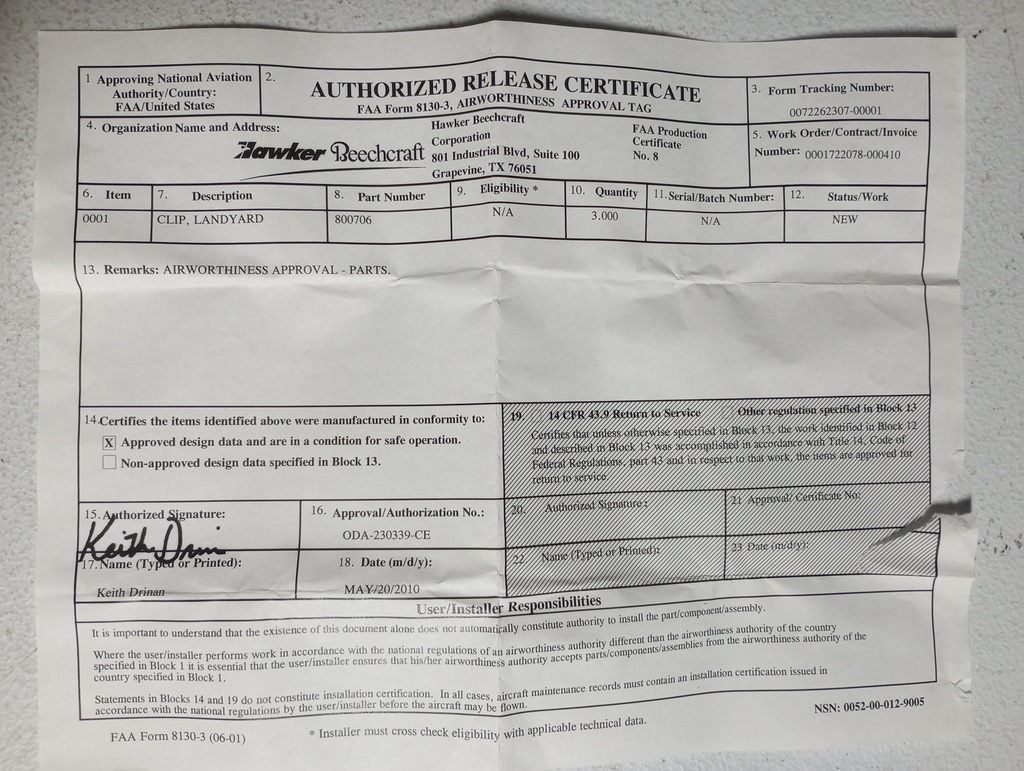 1 Approving National Aviation
Authority/Country:
FAA/United States
2.
AUTHORIZED RELEASE CERTIFICATE
FAA Form 8130-3, AIRWORTHINESS APPROVAL TAG
3. Form Tracking Number:
0072262307-00001
4. Organization Name and Address:
Hawker Beechcraft
Hawker Beechcraft
Corporation
801 Industrial Blvd, Suite 100
Grapevine, TX 76051
FAA Production
Certificate
No. 8
5. Work Order/Contract/Invoice
Number: 0001722078-000410
6. Item
7. Description
8. Part Number
9. Eligibility *
10. Quantity
11. Serial/Batch Number:
12. Status/Work
0001
CLIP, LANDYARD
800706
N/A
3.000
N/A
NEW
13. Remarks: AIRWORTHINESS APPROVAL - PARTS.
14. Certifies the items identified above were manufactured in conformity to:
X Approved design data and are in a condition for safe operation.
Non-approved design data specified in Block 13.
19. 14 CFR 43.9 Return to Service Other regulation specified in Block 13
Certifies that unless otherwise specified in Block 13, the work identified in Block 12
and described in Block 13 was accomplished in accordance with Title 14, Code of
Federal Regulations, part 43 and in respect to that work, the items are approved for
return to service.
15. Authorized Signature:
Keith Drinan
16. Approval/Authorization No.:
ODA-230339-CE
20. Authorized Signature:
21 Approval/ Certificate No:
17. Name (Typed or Printed):
Keith Drinan
18. Date (m/d/y):
MAY/20/2010
22. Name (Typed or Printed):
23 Date (m/d/y):
User/Installer Responsibilities
It is important to understand that the existence of this document alone does not automatically constitute authority to install the part/component/assembly.
Where the user/installer performs work in accordance with the national regulations of an airworthiness authority different than the airworthiness authority of the country
specified in Block 1 it is essential that the user/installer ensures that his/her airworthiness authority accepts parts/components/assemblies from the airworthiness authority of the
country specified in Block 1.
Statements in Blocks 14 and 19 do not constitute installation certification. In all cases, aircraft maintenance records must contain an installation certification issued in
accordance with the national regulations by the user/installer before the aircraft may be flown.
FAA Form 8130-3 (06-01)
* Installer must cross check eligibility with applicable technical data.
NSN: 0052-00-012-9005